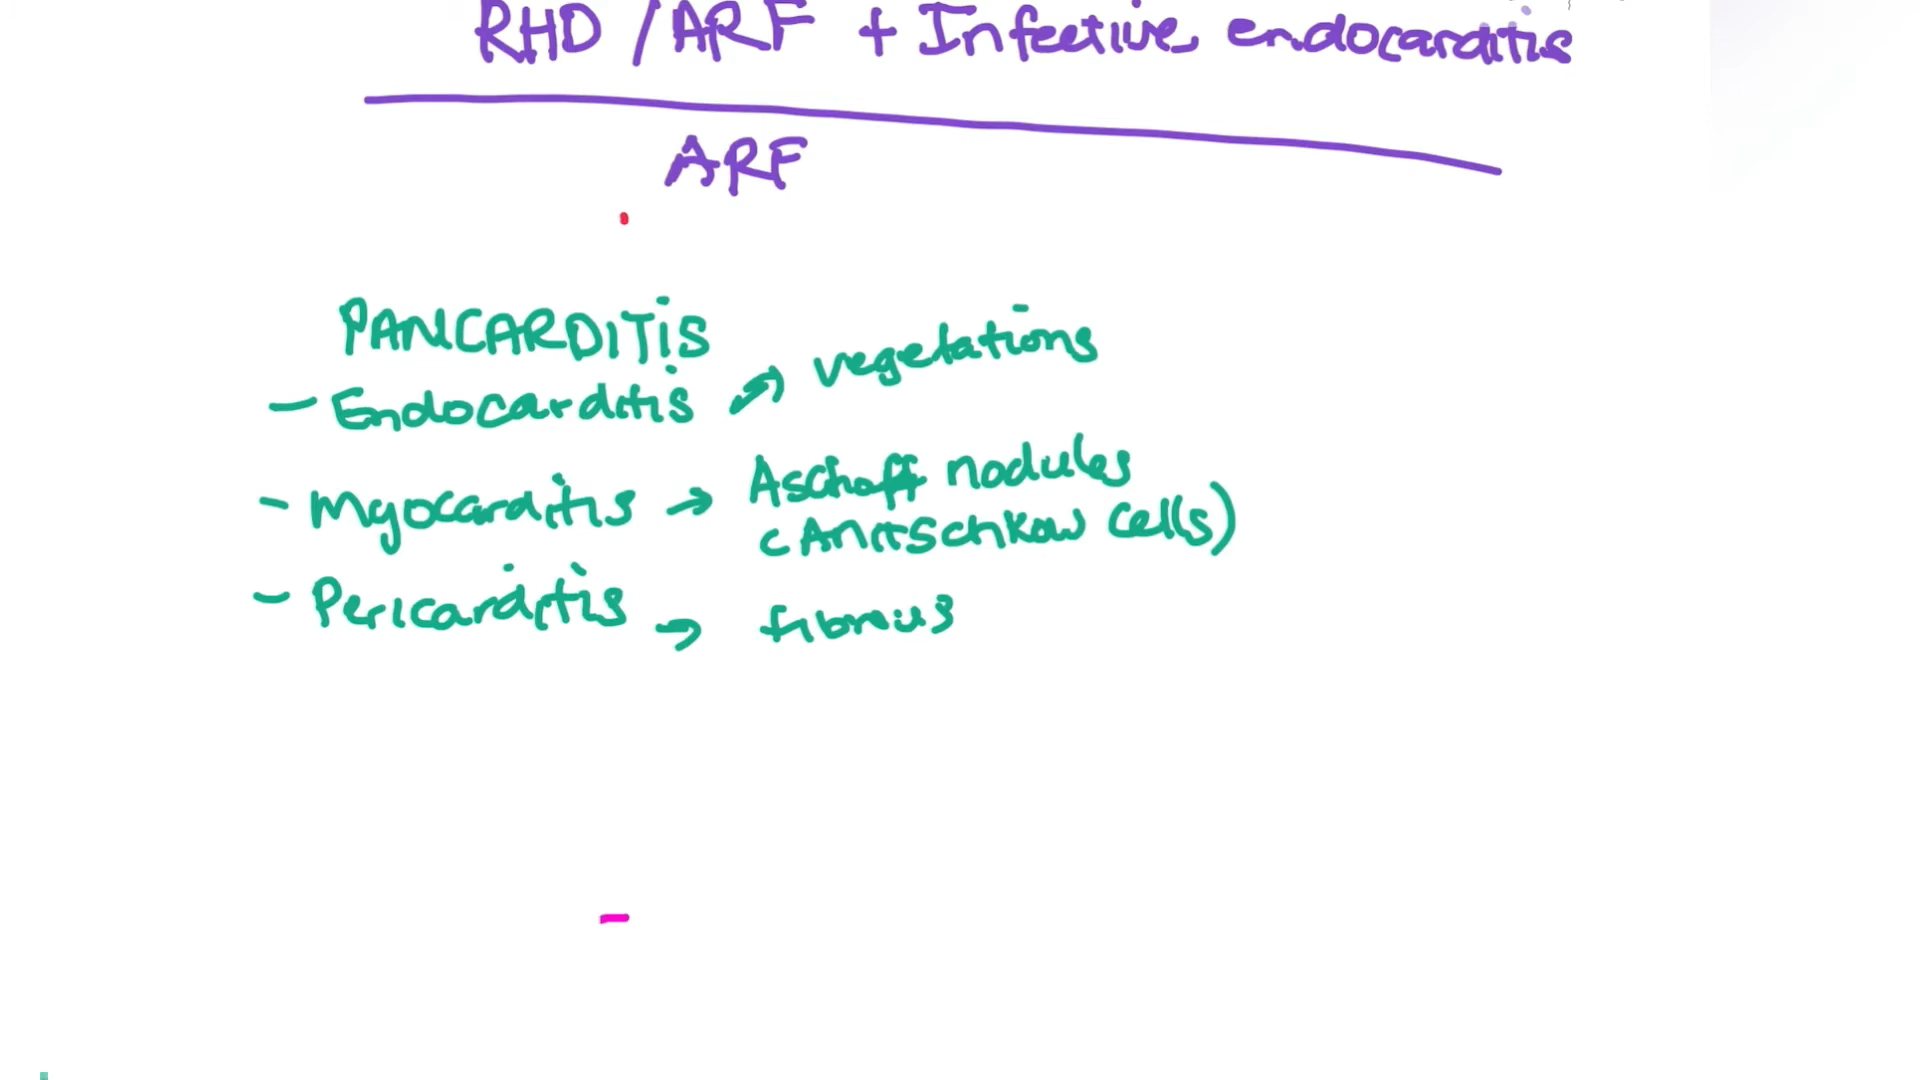 RHD / ARF + Infective endocarditis
ARF
PANCARDITIS
- Endocarditis → vegetations
- Myocarditis → Aschoff nodules
(Anitschkow cells)
- Pericarditis → fibrous